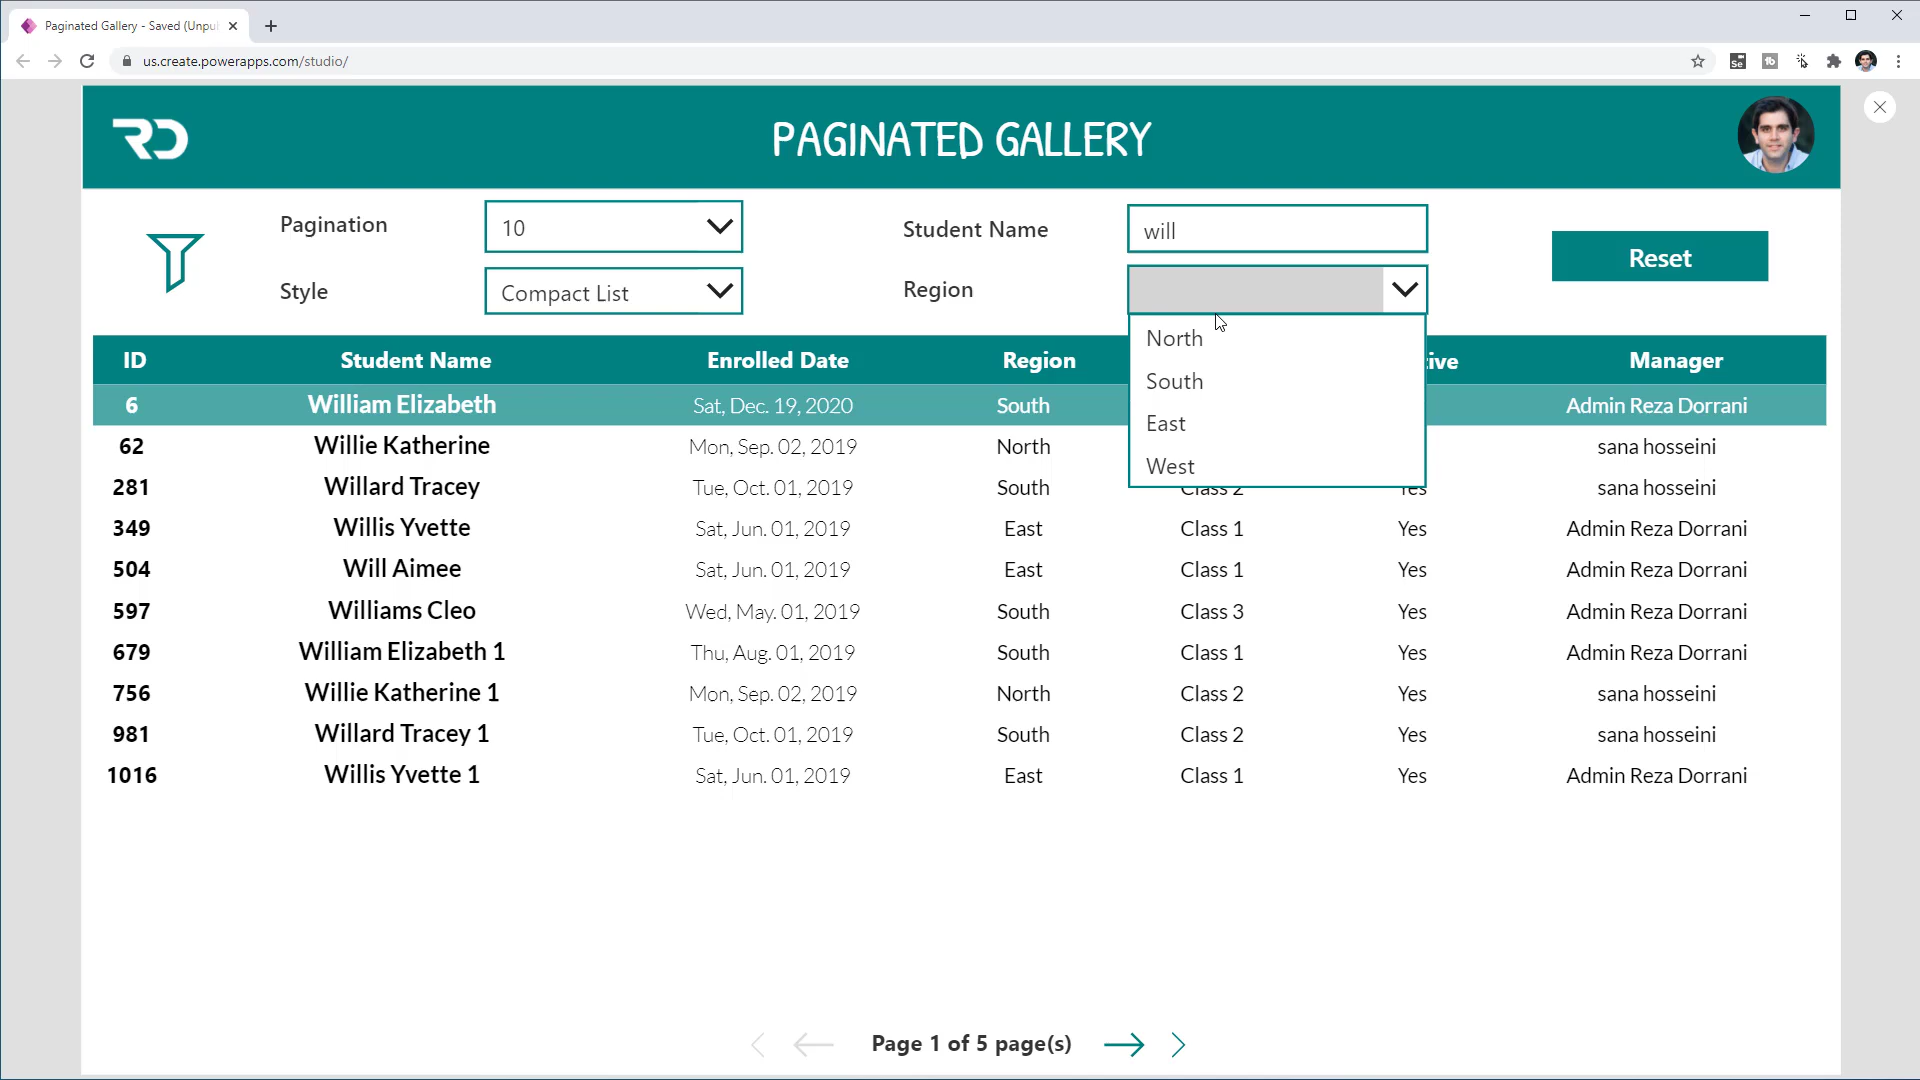 Paginated Gallery - Saved (Unpu
us.create.powerapps.com/studio/
RD
PAGINATED GALLERY
Pagination
10
Student Name
will
Reset
Style
Compact List
Region
North
South
East
West
ID Student Name Enrolled Date Region ive Manager
6 William Elizabeth Sat, Dec. 19, 2020 South Admin Reza Dorrani
62 Willie Katherine Mon, Sep. 02, 2019 North sana hosseini
281 Willard Tracey Tue, Oct. 01, 2019 South Class 2 Yes sana hosseini
349 Willis Yvette Sat, Jun. 01, 2019 East Class 1 Yes Admin Reza Dorrani
504 Will Aimee Sat, Jun. 01, 2019 East Class 1 Yes Admin Reza Dorrani
597 Williams Cleo Wed, May. 01, 2019 South Class 3 Yes Admin Reza Dorrani
679 William Elizabeth 1 Thu, Aug. 01, 2019 South Class 1 Yes Admin Reza Dorrani
756 Willie Katherine 1 Mon, Sep. 02, 2019 North Class 2 Yes sana hosseini
981 Willard Tracey 1 Tue, Oct. 01, 2019 South Class 2 Yes sana hosseini
1016 Willis Yvette 1 Sat, Jun. 01, 2019 East Class 1 Yes Admin Reza Dorrani
Page 1 of 5 page(s)